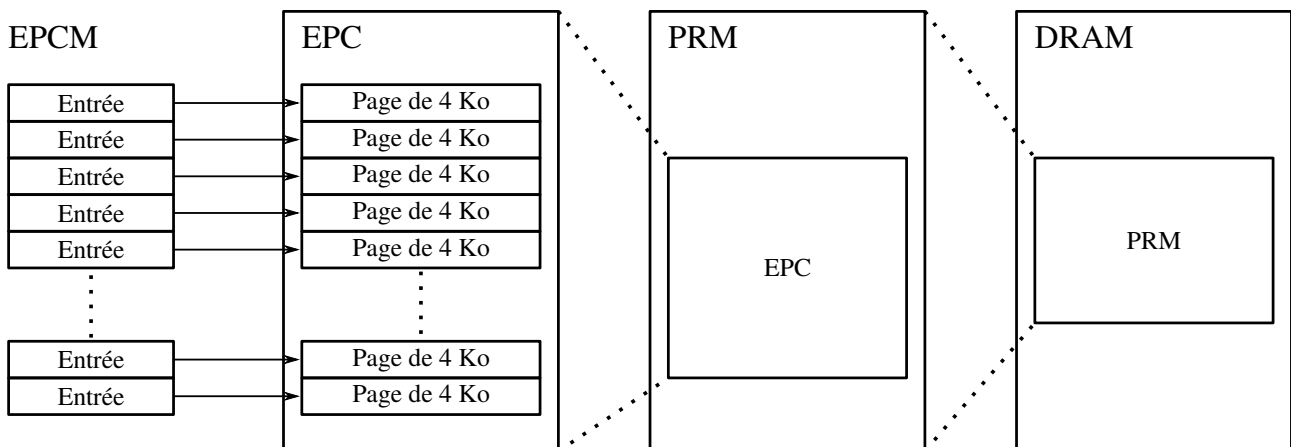 EPCM
Entrée
Entrée
Entrée
Entrée
Entrée
Entrée
Entrée
EPC
Page de 4 Ko
Page de 4 Ko
Page de 4 Ko
Page de 4 Ko
Page de 4 Ko
Page de 4 Ko
Page de 4 Ko
PRM
EPC
DRAM
PRM